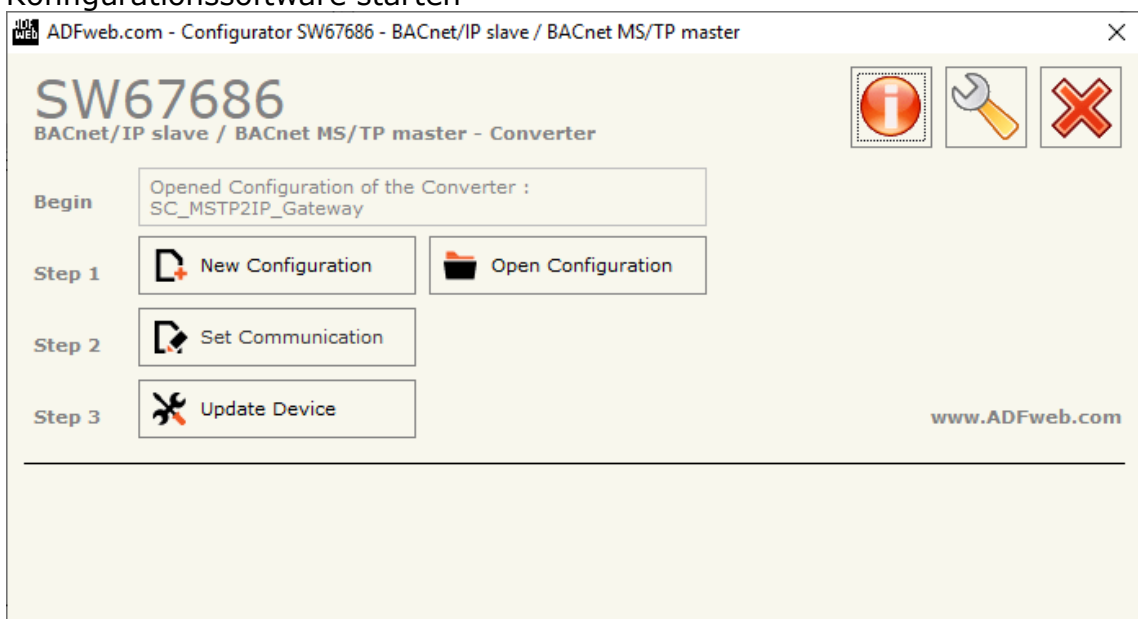 Konfigurationssoftware starten
ADFweb.com - Configurator SW67686 - BACnet/IP slave / BACnet MS/TP master
SW67686
BACnet/IP slave / BACnet MS/TP master - Converter
Begin
Opened Configuration of the Converter :
SC_MSTP2IP_Gateway
Step 1
New Configuration
Open Configuration
Step 2
Set Communication
Step 3
Update Device
www.ADFweb.com